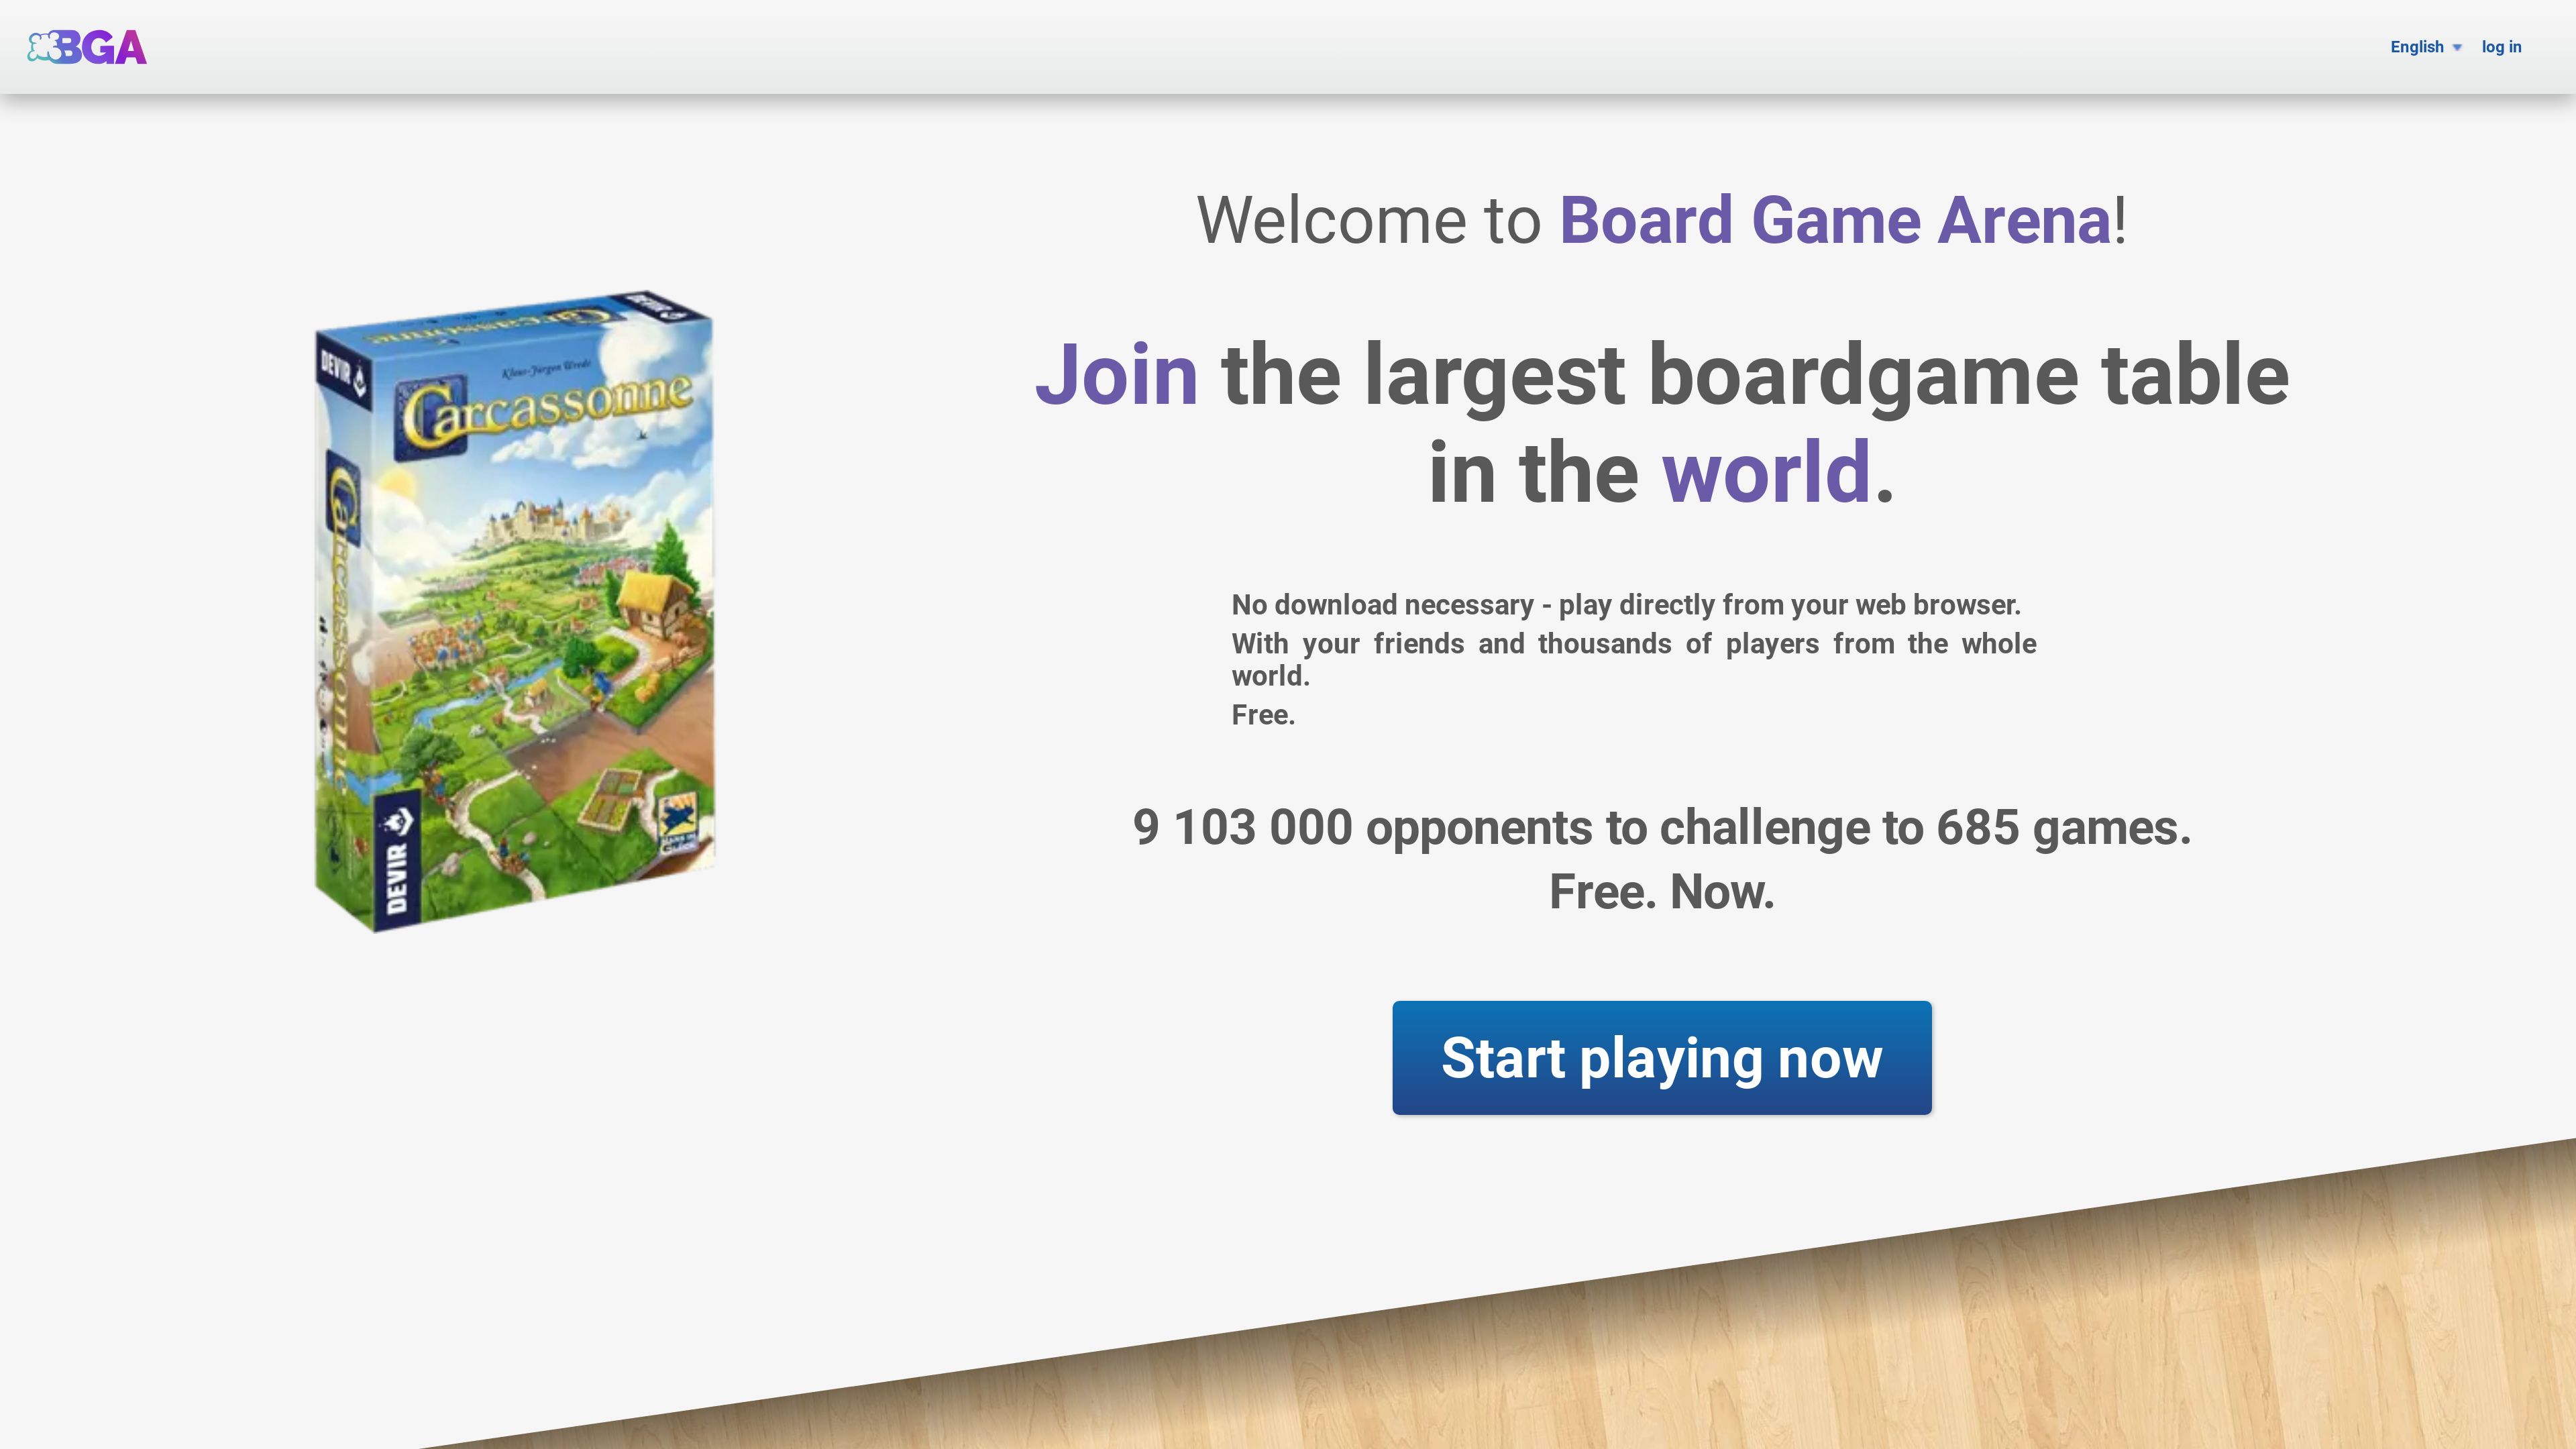 BGA
English
log in
Welcome to Board Game Arena!
Join the largest boardgame table
in the world.
No download necessary - play directly from your web browser.
With your friends and thousands of players from the whole
world.
Free.
9 103 000 opponents to challenge to 685 games.
Free. Now.
Start playing now
Carcassonne
DEVIR
DEVIR
Klaus-Jürgen Wrede
Carcassonne
Carcassonne
DEVIR